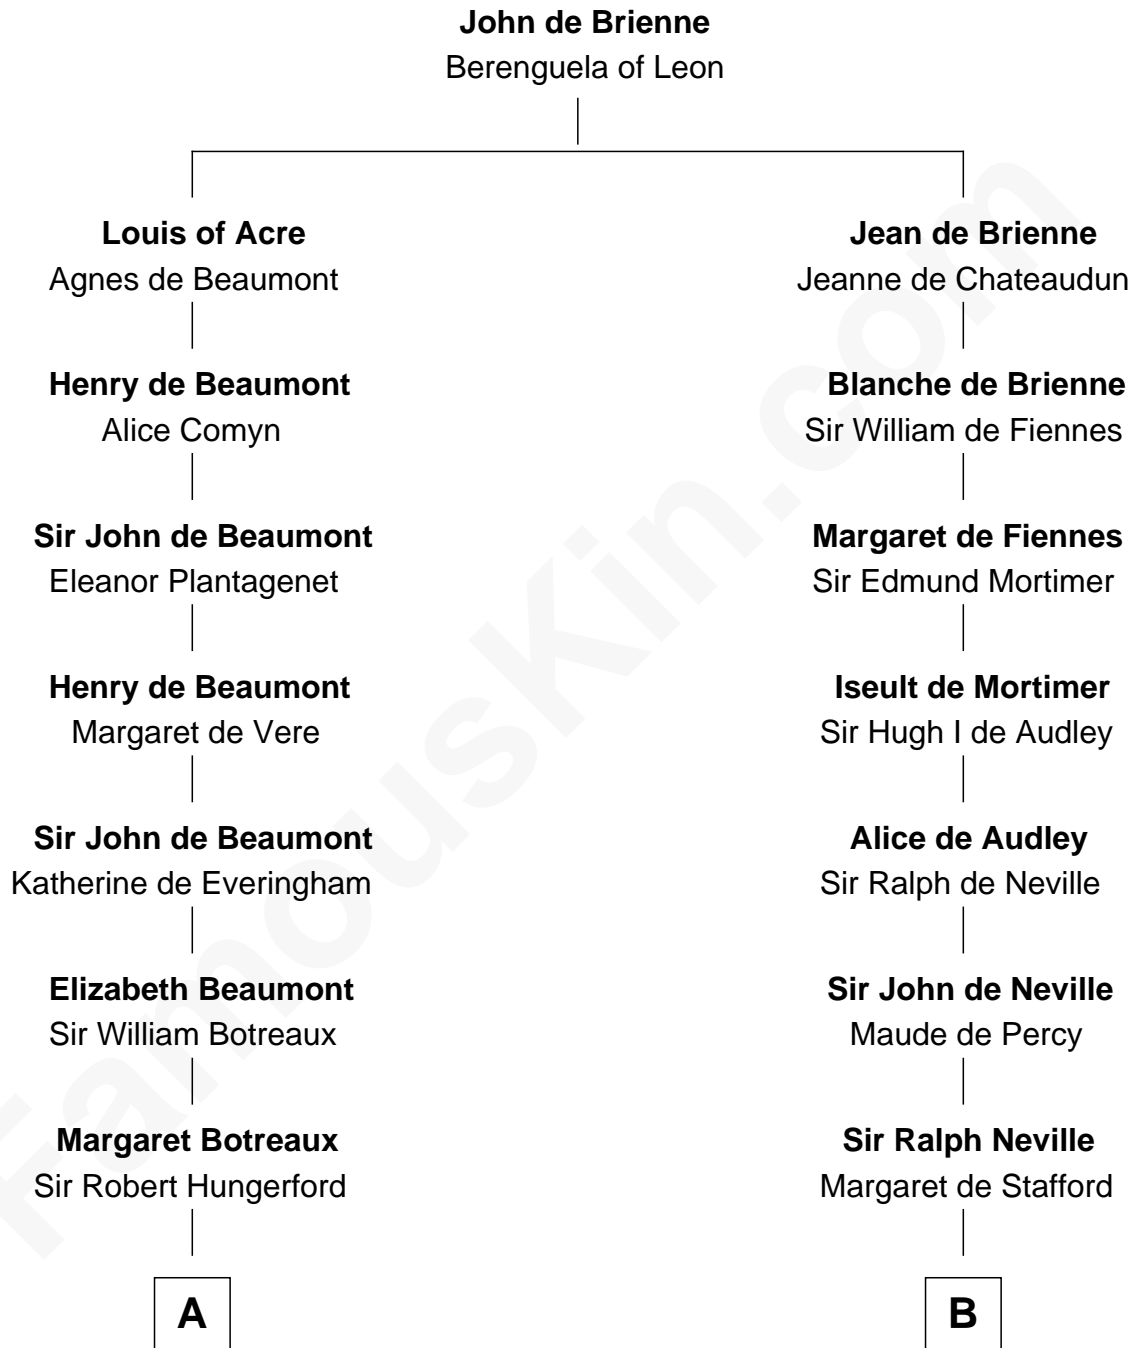 John de Brienne
Berenguela of Leon
Louis of Acre
Agnes de Beaumont
Jean de Brienne
Jeanne de Chateaudun
Henry de Beaumont
Alice Comyn
Blanche de Brienne
Sir William de Fiennes
Sir John de Beaumont
Eleanor Plantagenet
Margaret de Fiennes
Sir Edmund Mortimer
Henry de Beaumont
Margaret de Vere
Iseult de Mortimer
Sir Hugh I de Audley
Sir John de Beaumont
Katherine de Everingham
Alice de Audley
Sir Ralph de Neville
Elizabeth Beaumont
Sir William Botreaux
Sir John de Neville
Maude de Percy
Margaret Botreaux
Sir Robert Hungerford
Sir Ralph Neville
Margaret de Stafford
A
B
FamousKin.com